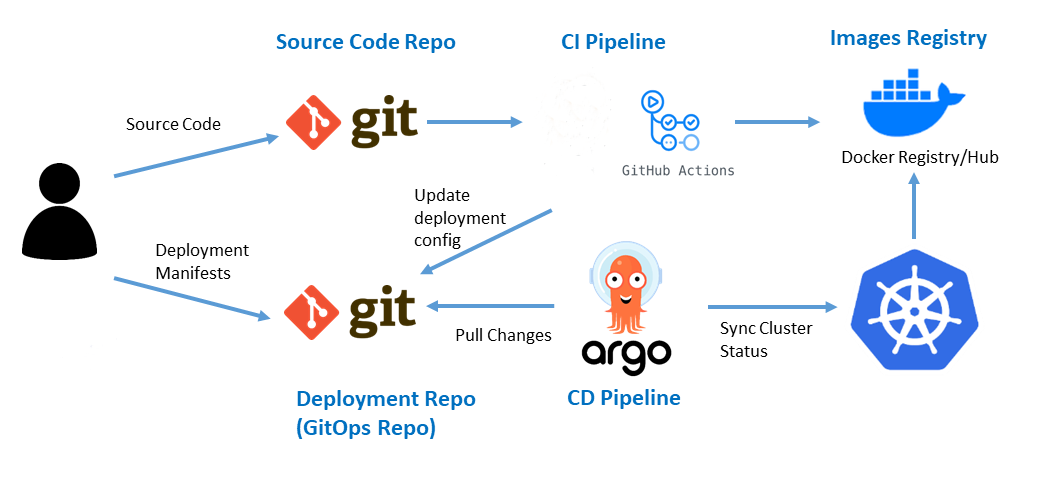 Source Code Repo
CI Pipeline
Images Registry
Source Code
git
GitHub Actions
Docker Registry/Hub
Update
deployment
config
Deployment
Manifests
git
Pull Changes
argo
Sync Cluster
Status
Deployment Repo
(GitOps Repo)
CD Pipeline